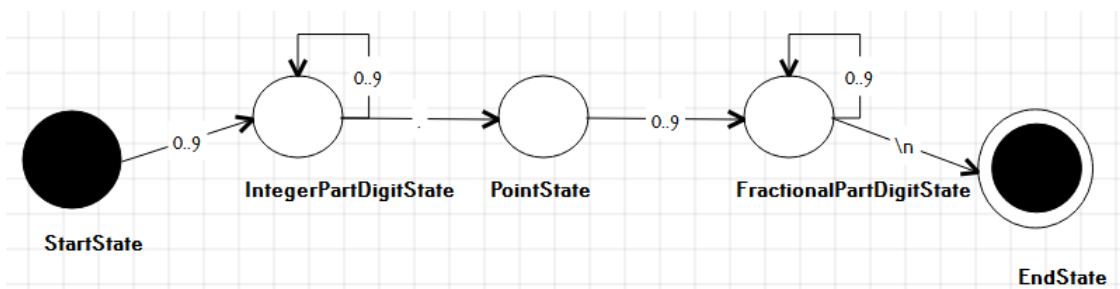 0..9
0..9
0..9
.
0..9
\n
IntegerPartDigitState
PointState
FractionalPartDigitState
StartState
EndState